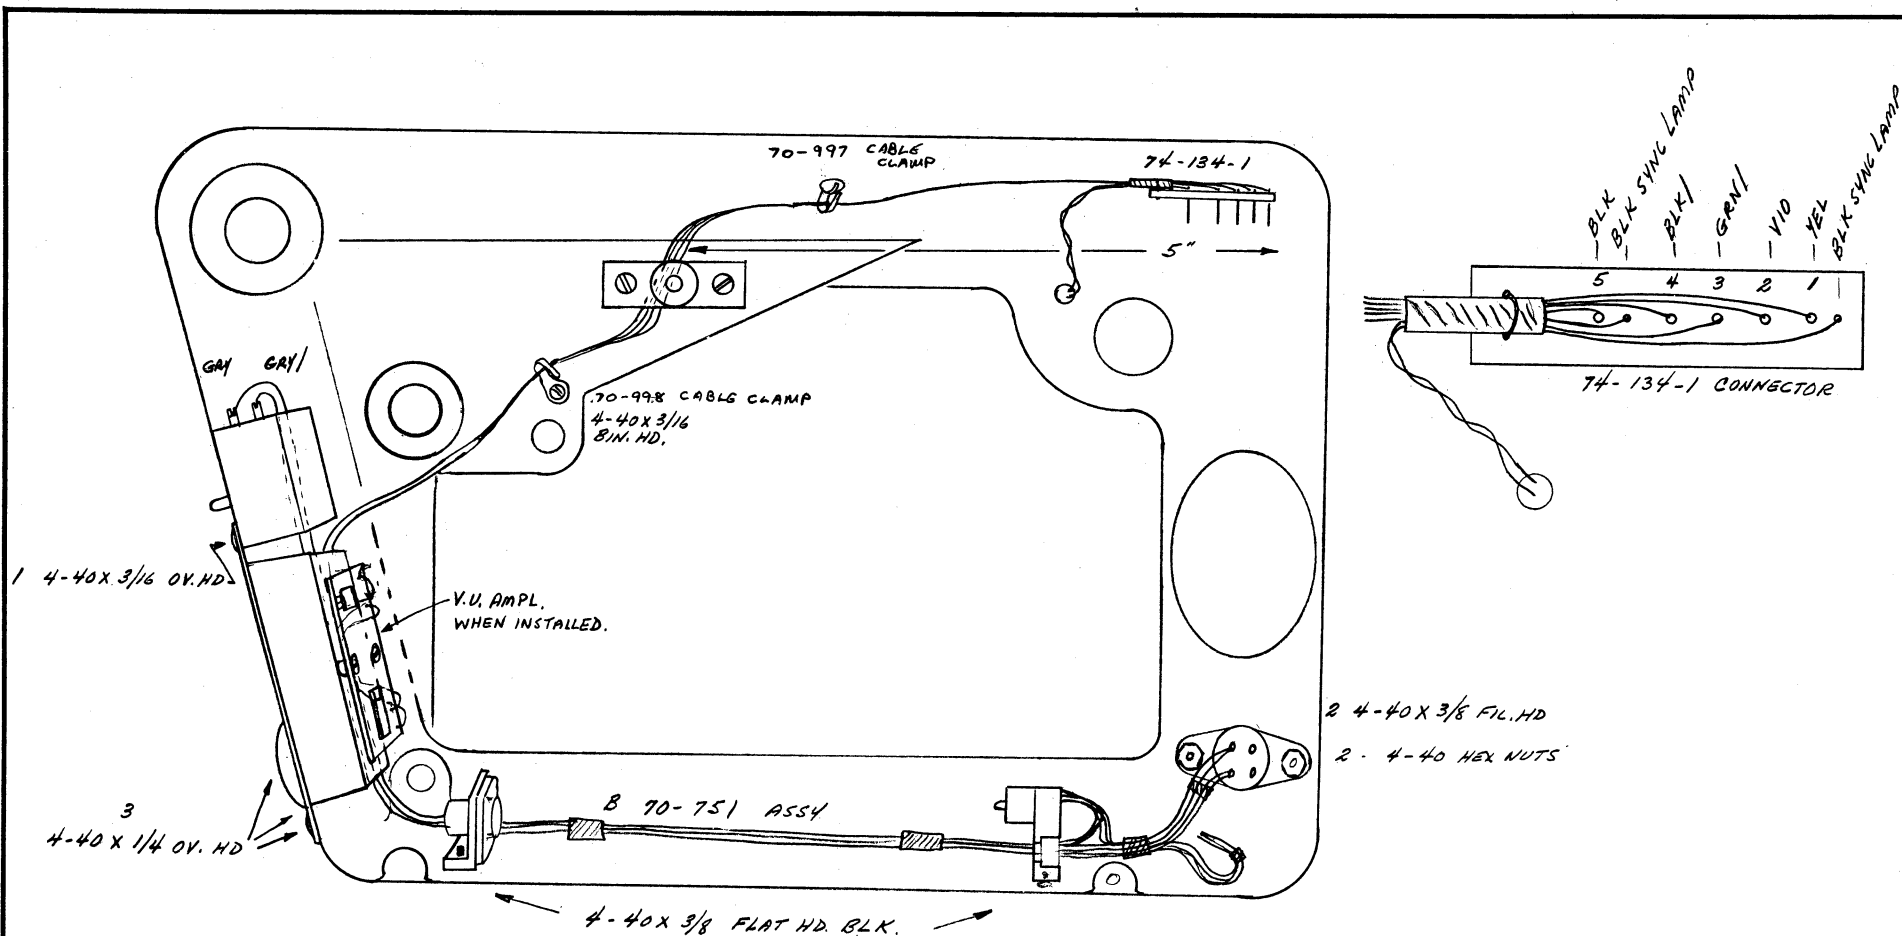 70-997 CABLE
CLAMP
74-134-1
5"
GRY GRY/
.70-998 CABLE CLAMP
4-40 X 3/16
BIN. HD.
1 4-40 X 3/16 OV. HD
V.U. AMPL.
WHEN INSTALLED.
3
4-40 X 1/4 OV. HD
B 70-751 ASSY
4-40 X 3/8 FLAT HD. BLK.
2 4-40 X 3/8 FIL. HD
2 - 4-40 HEX NUTS
BLK
BLK SYNC LAMP
BLK/
GRN/
VIO
YEL
BLK SYNC LAMP
5 4 3 2 1
74-134-1 CONNECTOR